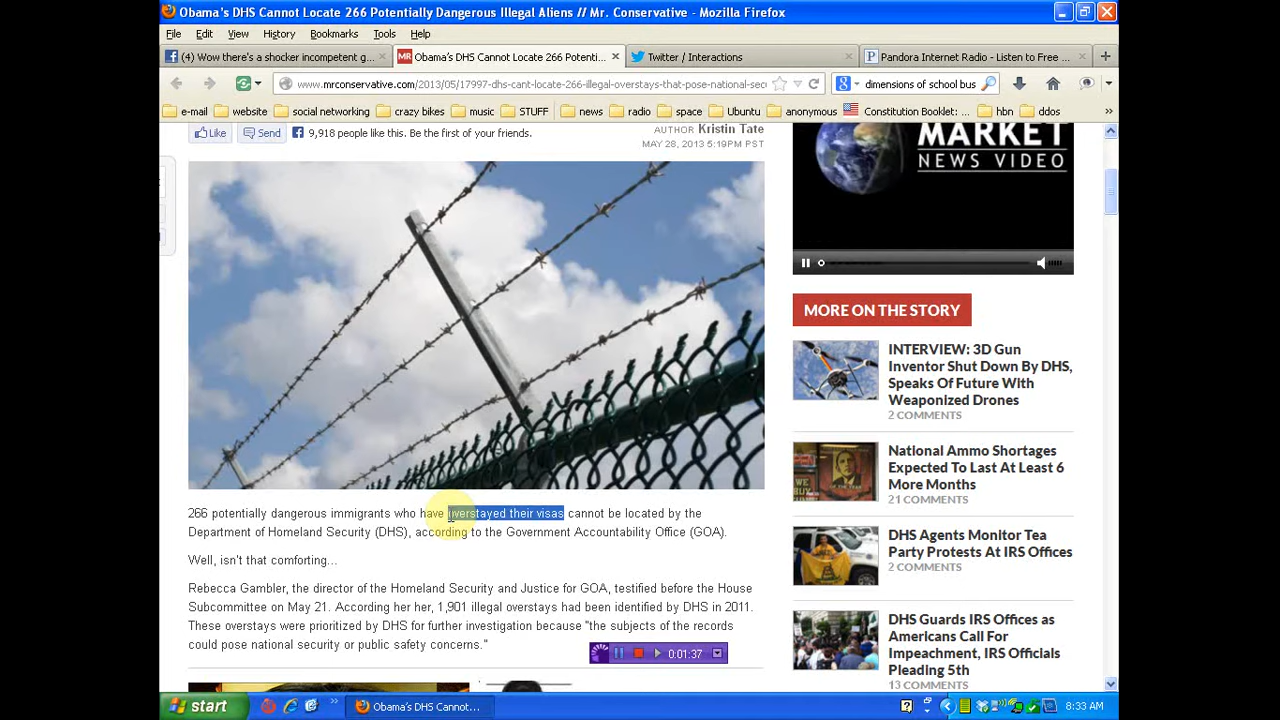 Obama's DHS Cannot Locate 266 Potentially Dangerous Illegal Aliens // Mr. Conservative - Mozilla Firefox
File Edit View History Bookmarks Tools Help
(4) Wow there's a shocker incompetent g...
MR Obama's DHS Cannot Locate 266 Potenti...
Twitter / Interactions
Pandora Internet Radio - Listen to Free ...
www.mrconservative.com/2013/05/17997-dhs-cant-locate-266-illegal-overstays-that-pose-national-sec
dimensions of school bus
e-mail website social networking crazy bikes music STUFF news radio space Ubuntu anonymous Constitution Booklet: ... hbn ddos
Like Send 9,918 people like this. Be the first of your friends.
AUTHOR Kristin Tate
MAY 28, 2013 5:19PM PST
266 potentially dangerous immigrants who have overstayed their visas cannot be located by the
Department of Homeland Security (DHS), according to the Government Accountability Office (GOA).
Well, isn't that comforting...
Rebecca Gambler, the director of the Homeland Security and Justice for GOA, testified before the House
Subcommittee on May 21. According her her, 1,901 illegal overstays had been identified by DHS in 2011.
These overstays were prioritized by DHS for further investigation because "the subjects of the records
could pose national security or public safety concerns."
0:01:37
MARKET
NEWS VIDEO
MORE ON THE STORY
INTERVIEW: 3D Gun
Inventor Shut Down By DHS,
Speaks Of Future With
Weaponized Drones
2 COMMENTS
National Ammo Shortages
Expected To Last At Least 6
More Months
21 COMMENTS
DHS Agents Monitor Tea
Party Protests At IRS Offices
2 COMMENTS
DHS Guards IRS Offices as
Americans Call For
Impeachment, IRS Officials
Pleading 5th
13 COMMENTS
start
Obama's DHS Cannot...
8:33 AM